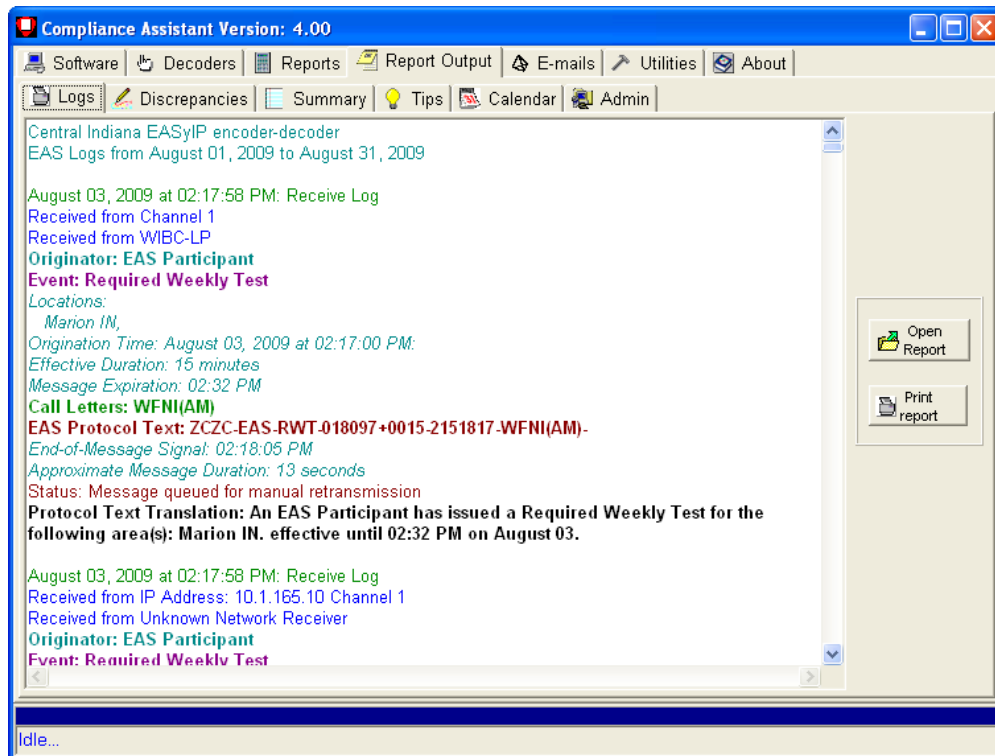 Compliance Assistant Version: 4.00
Software Decoders Reports Report Output E-mails Utilities About
Logs Discrepancies Summary Tips Calendar Admin
Central Indiana EASyIP encoder-decoder
EAS Logs from August 01, 2009 to August 31, 2009
August 03, 2009 at 02:17:58 PM: Receive Log
Received from Channel 1
Received from WIBC-LP
Originator: EAS Participant
Event: Required Weekly Test
Locations:
Marion IN,
Origination Time: August 03, 2009 at 02:17:00 PM:
Effective Duration: 15 minutes
Message Expiration: 02:32 PM
Call Letters: WFNI(AM)
EAS Protocol Text: ZCZC-EAS-RWT-018097+0015-2151817-WFNI(AM)-
End-of-Message Signal: 02:18:05 PM
Approximate Message Duration: 13 seconds
Status: Message queued for manual retransmission
Protocol Text Translation: An EAS Participant has issued a Required Weekly Test for the
following area(s): Marion IN. effective until 02:32 PM on August 03.
August 03, 2009 at 02:17:58 PM: Receive Log
Received from IP Address: 10.1.165.10 Channel 1
Received from Unknown Network Receiver
Originator: EAS Participant
Event: Required Weekly Test
Open
Report
Print
report
Idle...